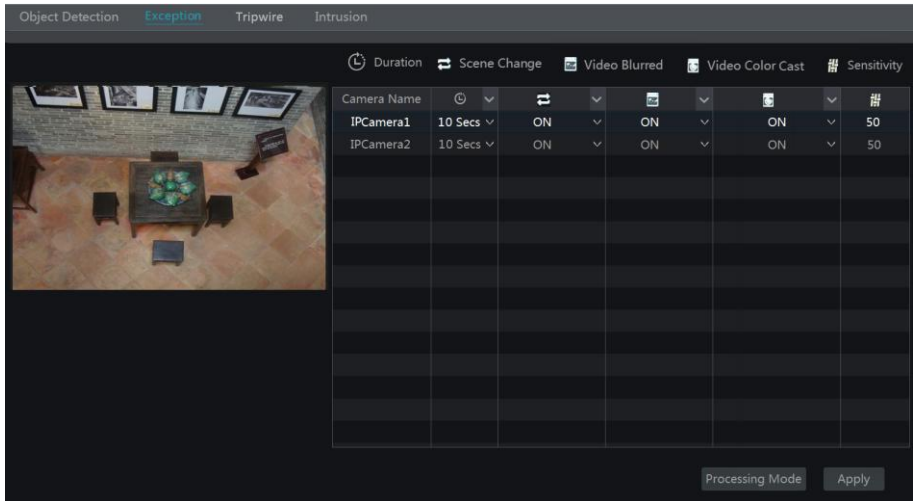 Object Detection Exception Tripwire Intrusion
Duration Scene Change Video Blurred Video Color Cast Sensitivity
Camera Name
IPCamera1 10 Secs ON ON ON 50
IPCamera2 10 Secs ON ON ON 50
Processing Mode Apply